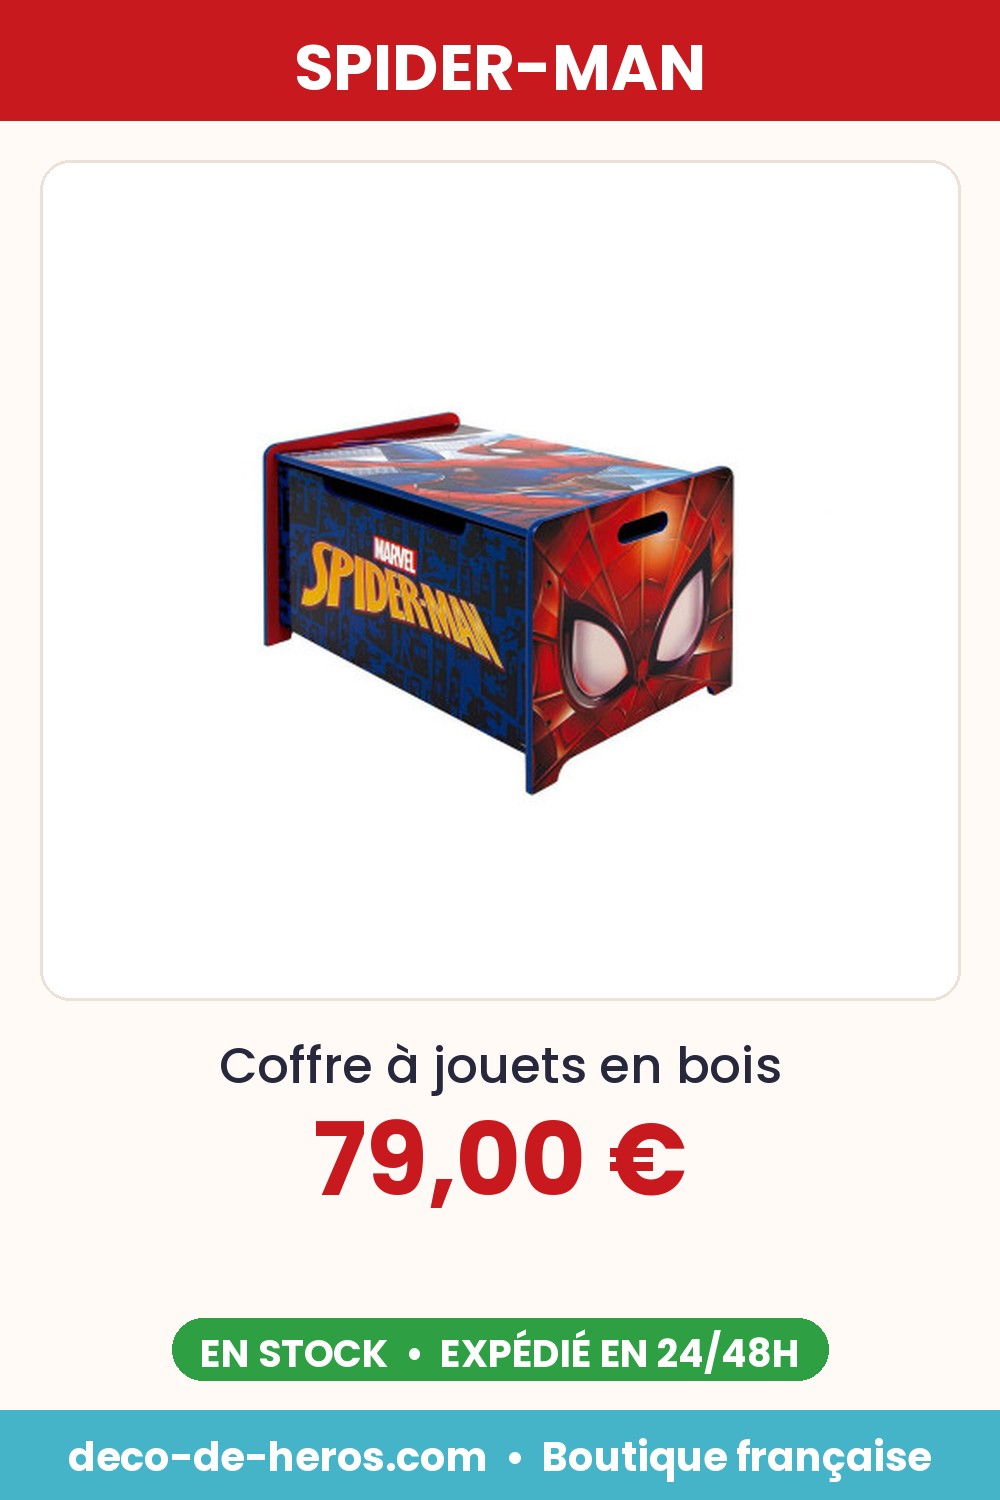 SPIDER-MAN
MARVEL
SPIDER-MAN
Coffre à jouets en bois
79,00 €
EN STOCK • EXPÉDIÉ EN 24/48H
deco-de-heros.com • Boutique française